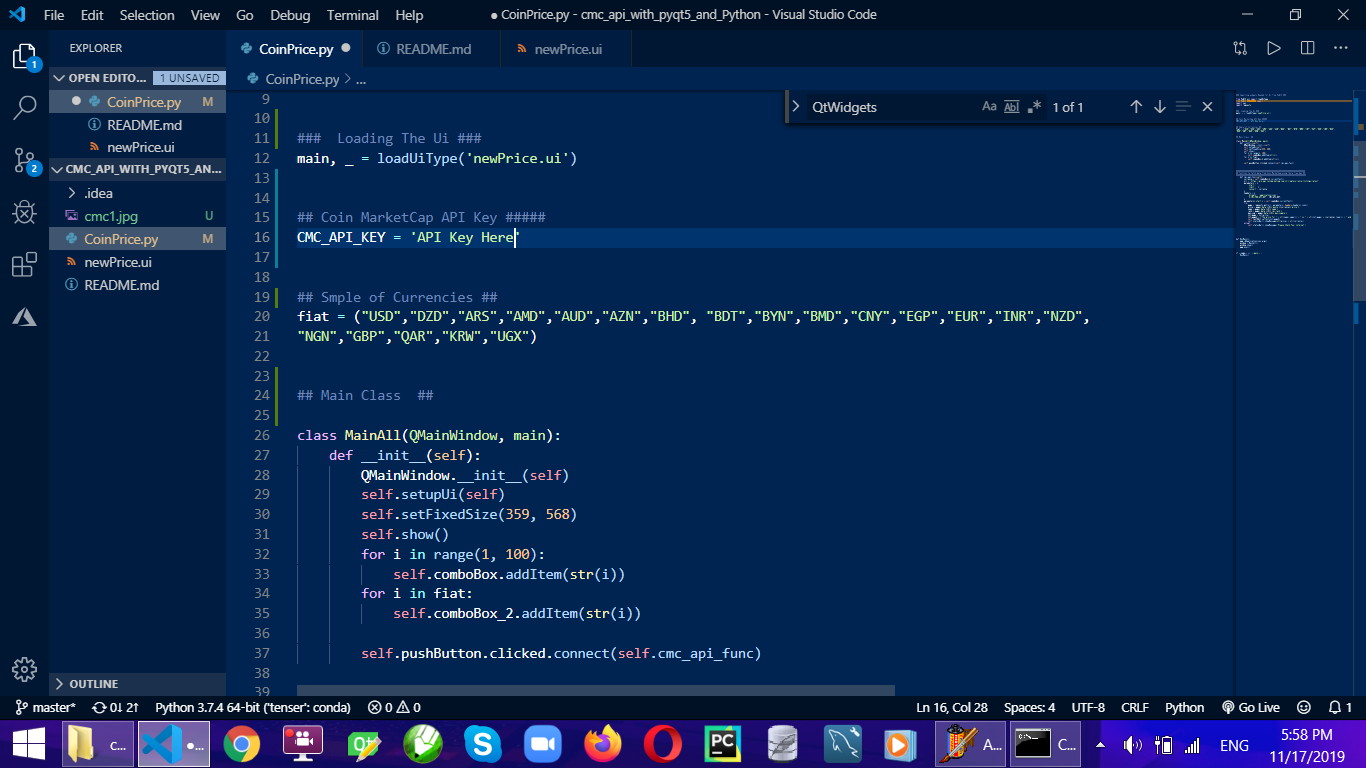 File Edit Selection View Go Debug Terminal Help
● CoinPrice.py - cmc_api_with_pyqt5_and_Python - Visual Studio Code
EXPLORER
OPEN EDITO... 1 UNSAVED
CoinPrice.py M
README.md
newPrice.ui
CMC_API_WITH_PYQT5_AN...
.idea
cmc1.jpg U
CoinPrice.py M
newPrice.ui
README.md
OUTLINE
1
2
CoinPrice.py README.md newPrice.ui
CoinPrice.py > ...
QtWidgets Aa Abl .* 1 of 1
9
10
11 ###  Loading The Ui ###
12 main, _ = loadUiType('newPrice.ui')
13
14
15 ## Coin MarketCap API Key #####
16 CMC_API_KEY = 'API Key Here'
17
18
19 ## Smple of Currencies ##
20 fiat = ("USD","DZD","ARS","AMD","AUD","AZN","BHD", "BDT","BYN","BMD","CNY","EGP","EUR","INR","NZD",
21 "NGN","GBP","QAR","KRW","UGX")
22
23
24 ## Main Class  ##
25
26 class MainAll(QMainWindow, main):
27     def __init__(self):
28         QMainWindow.__init__(self)
29         self.setupUi(self)
30         self.setFixedSize(359, 568)
31         self.show()
32         for i in range(1, 100):
33             self.comboBox.addItem(str(i))
34         for i in fiat:
35             self.comboBox_2.addItem(str(i))
36
37         self.pushButton.clicked.connect(self.cmc_api_func)
38
39
master* 0↓ 2↑ Python 3.7.4 64-bit ('tenser': conda) 0 0 Ln 16, Col 28 Spaces: 4 UTF-8 CRLF Python Go Live 1
c... ●... Qt PC A... C... ENG 5:58 PM
11/17/2019